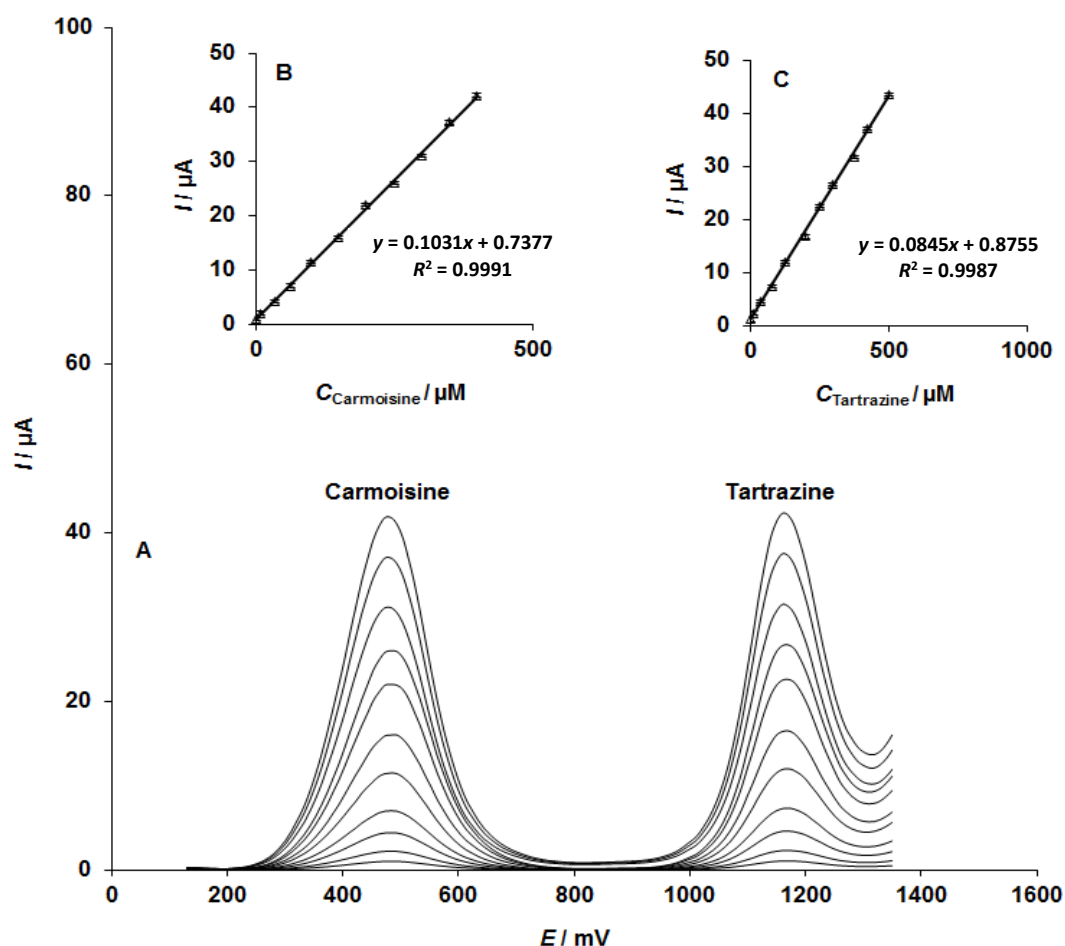 100
80
60
40
20
0
I / µA
0
200
400
600
800
1000
1200
1400
1600
E / mV
A
Carmoisine
Tartrazine
B
50
40
30
20
10
0
I / µA
y = 0.1031x + 0.7377
R² = 0.9991
0
500
C Carmoisine / µM
C
50
40
30
20
10
0
I / µA
y = 0.0845x + 0.8755
R² = 0.9987
0
500
1000
C Tartrazine / µM